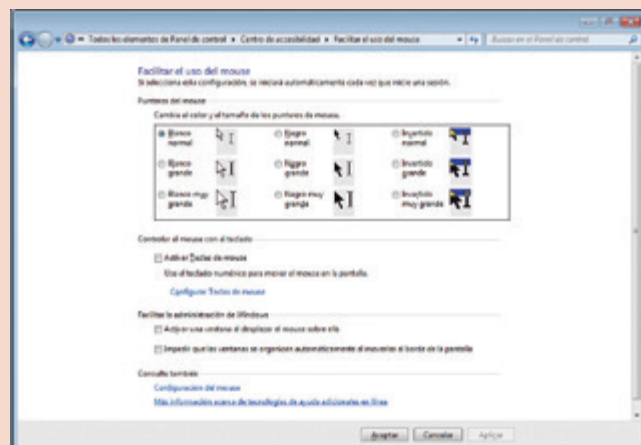 Todos los elementos de Panel de control ▸ Centro de accesibilidad ▸ Facilitar el uso del mouse
Buscar en el Panel de control
Facilitar el uso del mouse
Si selecciona esta configuración, se iniciará automáticamente cada vez que inicie una sesión.
Punteros del mouse
Cambia el color y el tamaño de los punteros de mouse.
Blanco normal
Negro normal
Invertido normal
Blanco grande
Negro grande
Invertido grande
Blanco muy grande
Negro muy grande
Invertido muy grande
Controlar el mouse con el teclado
Activar Teclas de mouse
Use el teclado numérico para mover el mouse en la pantalla.
Configurar Teclas de mouse
Facilitar la administración de Windows
Activar una ventana al desplazar el mouse sobre ella
Impedir que las ventanas se organicen automáticamente al moverlas al borde de la pantalla
Consulte también
Configuración del mouse
Más información acerca de tecnologías de ayuda adicionales en línea
Aceptar
Cancelar
Aplicar